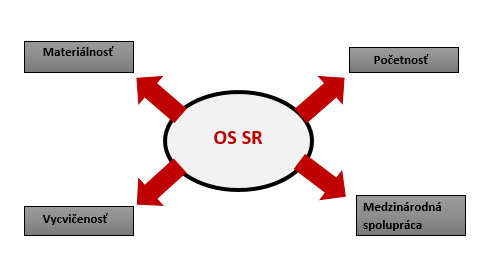 Materiálnosť
Početnosť
OS SR
Vycvičenosť
Medzinárodná
spolupráca